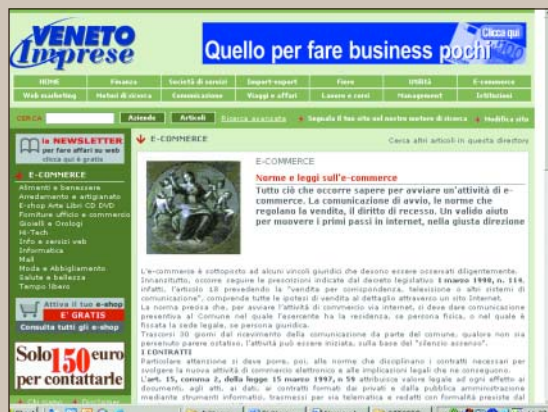 VENETO
Imprese
Clicca qui
Quello per fare business pochi
HOME Finanza Società di servizi Import-export Fiere Utilità E-commerce
Web marketing Motori di ricerca Comunicazione Viaggi e affari Lavoro e corsi Management Istituzioni
CERCA Aziende Articoli Ricerca avanzata Segnala il tuo sito nel nostro motore di ricerca Modifica sito
la NEWSLETTER
per fare affari su web
clicca qui è gratis
E-COMMERCE
Alimenti e benessere
Arredamento e artigianato
E-shop Arte Libri CD DVD
Forniture ufficio e commercio
Gioielli e Orologi
Hi-Tech
Info e servizi web
Informatica
Mall
Moda e Abbigliamento
Salute e bellezza
Tempo libero
Attiva il tuo e-shop
E' GRATIS
Consulta tutti gli e-shop
Solo 150 euro
per contattarle
Chi siamo Disclaimer
E-COMMERCE Cerca altri articoli in questa directory
E-COMMERCE
Norme e leggi sull'e-commerce
Tutto ciò che occorre sapere per avviare un'attività di e-
commerce. La comunicazione di avvio, le norme che
regolano la vendita, il diritto di recesso. Un valido aiuto
per muovere i primi passi in internet, nella giusta direzione
L'e-commerce è sottoposto ad alcuni vincoli giuridici che devono essere osservati diligentemente.
Innanzitutto, occorre seguire le prescrizioni indicate dal decreto legislativo 1 marzo 1998, n. 114,
infatti, l'articolo 18 prevedendo la "vendita per corrispondenza, televisione o altri sistemi di
comunicazione", comprende tutte le ipotesi di vendita al dettaglio attraverso un sito Internet.
La norma precisa che, per avviare l'attività di commercio via internet, si deve dare comunicazione
preventiva al Comune nel quale l'esercente ha la residenza, se persona fisica, o nel quale è
fissata la sede legale, se persona giuridica.
Trascorsi 30 giorni dal ricevimento della comunicazione da parte del comune, qualora non sia
pervenuto parere ostativo, l'attività può essere iniziata, sulla base del "silenzio assenso".
I CONTRATTI
Particolare attenzione si deve porre, poi, alle norme che disciplinano i contratti necessari per
svolgere la nuova attività di commercio elettronico e alle implicazioni legali che ne conseguono.
L'art. 15, comma 2, della legge 15 marzo 1997, n 59 attribuisce valore legale ad ogni effetto ai
documenti, agli atti, ai dati, ai contratti formati dai privati e dalla pubblica amministrazione
mediante strumenti informatici, trasmessi per via telematica e redatti con formalità previste dal